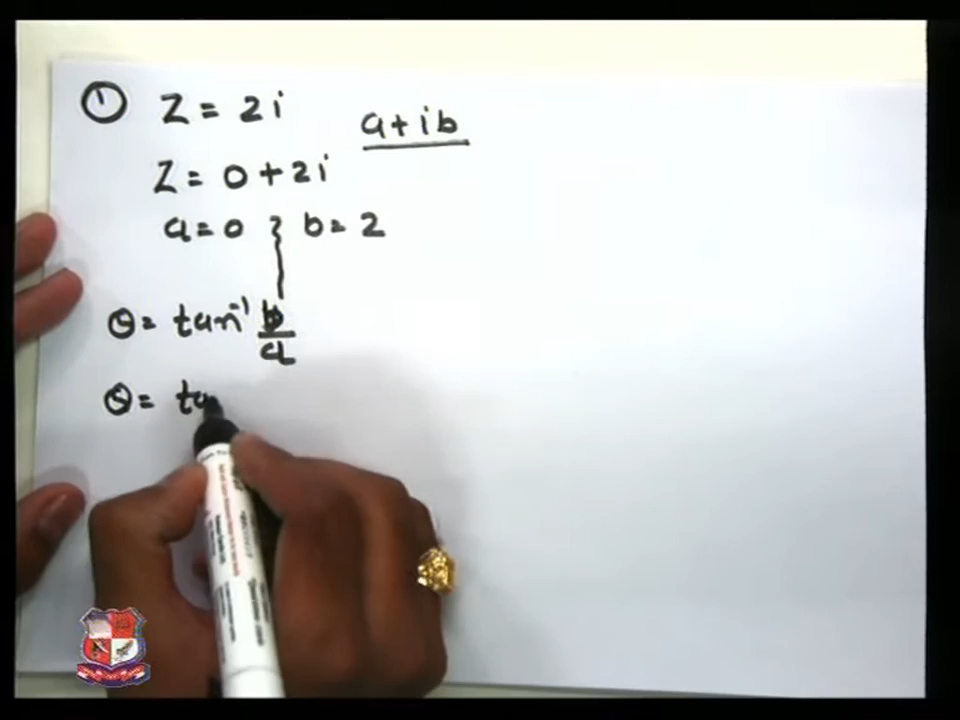 ① Z = 2i
a+ib
Z = 0+2i
a=0 } b=2
θ= tan⁻¹ b/a
θ= ta